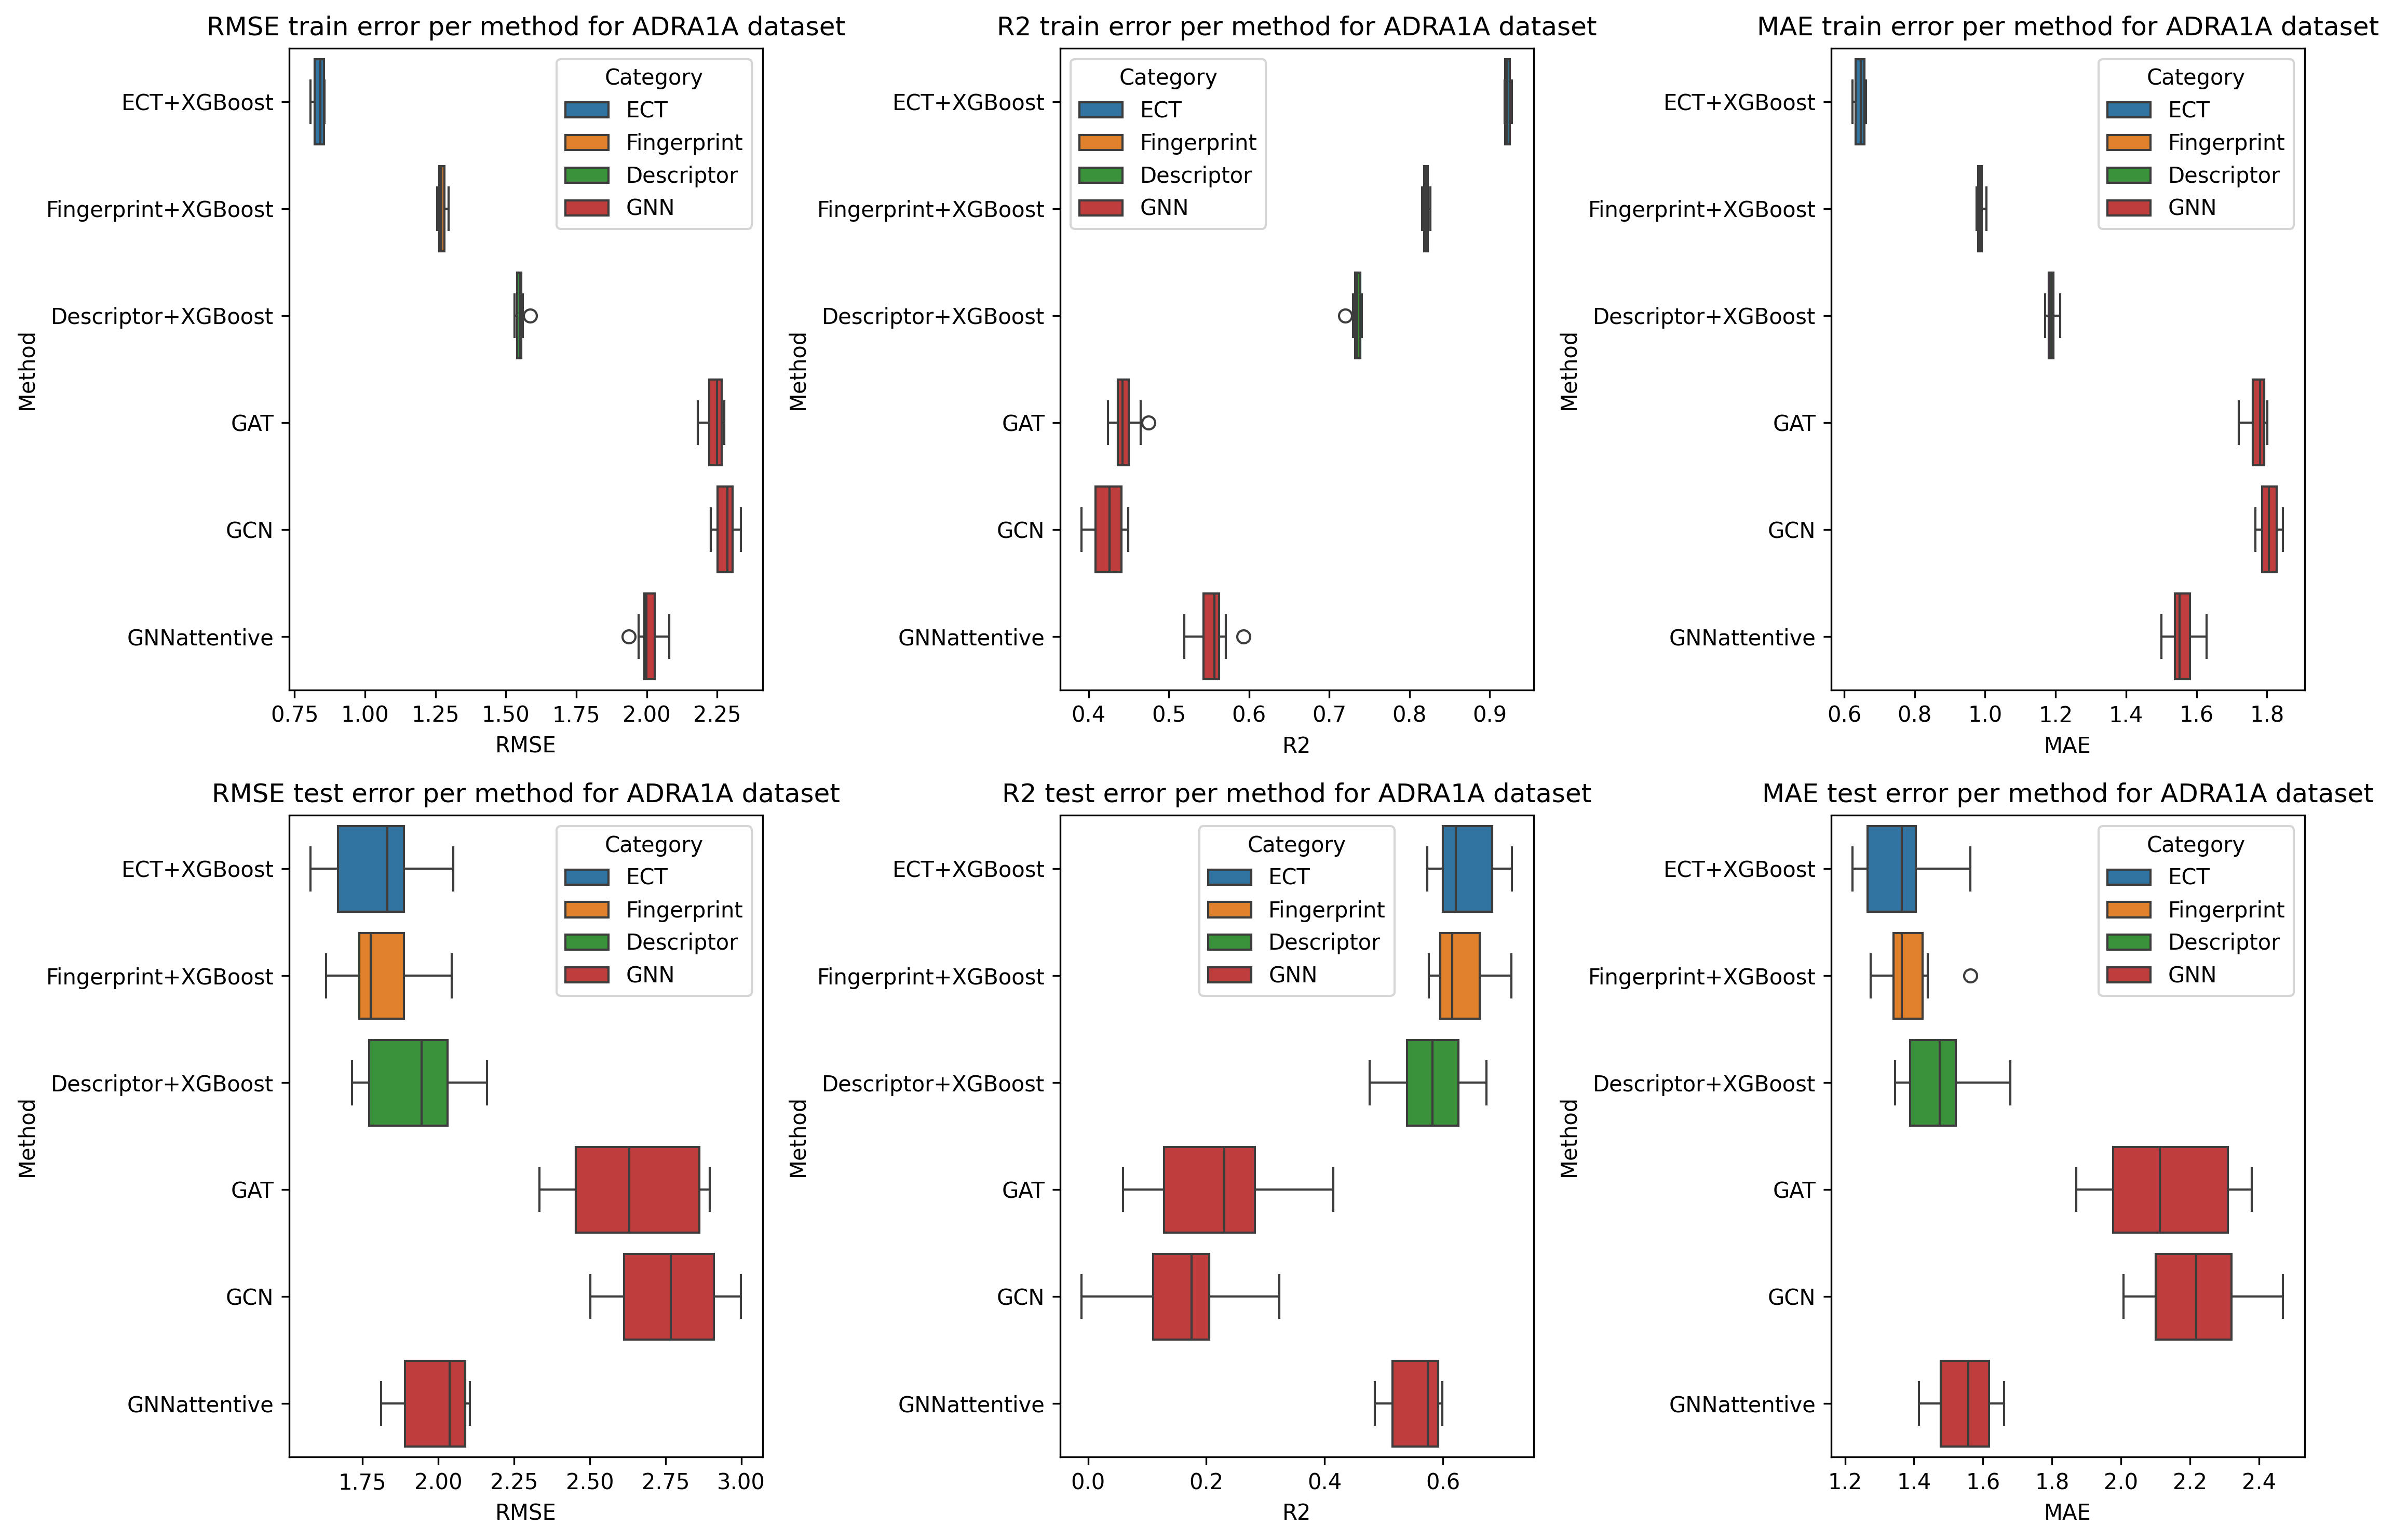 RMSE train error per method for ADRA1A dataset
Method
ECT+XGBoost
Fingerprint+XGBoost
Descriptor+XGBoost
GAT
GCN
GNNattentive
Category
ECT
Fingerprint
Descriptor
GNN
0.75 1.00 1.25 1.50 1.75 2.00 2.25
RMSE
R2 train error per method for ADRA1A dataset
Method
ECT+XGBoost
Fingerprint+XGBoost
Descriptor+XGBoost
GAT
GCN
GNNattentive
Category
ECT
Fingerprint
Descriptor
GNN
0.4 0.5 0.6 0.7 0.8 0.9
R2
MAE train error per method for ADRA1A dataset
Method
ECT+XGBoost
Fingerprint+XGBoost
Descriptor+XGBoost
GAT
GCN
GNNattentive
Category
ECT
Fingerprint
Descriptor
GNN
0.6 0.8 1.0 1.2 1.4 1.6 1.8
MAE
RMSE test error per method for ADRA1A dataset
Method
ECT+XGBoost
Fingerprint+XGBoost
Descriptor+XGBoost
GAT
GCN
GNNattentive
Category
ECT
Fingerprint
Descriptor
GNN
1.75 2.00 2.25 2.50 2.75 3.00
RMSE
R2 test error per method for ADRA1A dataset
Method
ECT+XGBoost
Fingerprint+XGBoost
Descriptor+XGBoost
GAT
GCN
GNNattentive
Category
ECT
Fingerprint
Descriptor
GNN
0.0 0.2 0.4 0.6
R2
MAE test error per method for ADRA1A dataset
Method
ECT+XGBoost
Fingerprint+XGBoost
Descriptor+XGBoost
GAT
GCN
GNNattentive
Category
ECT
Fingerprint
Descriptor
GNN
1.2 1.4 1.6 1.8 2.0 2.2 2.4
MAE